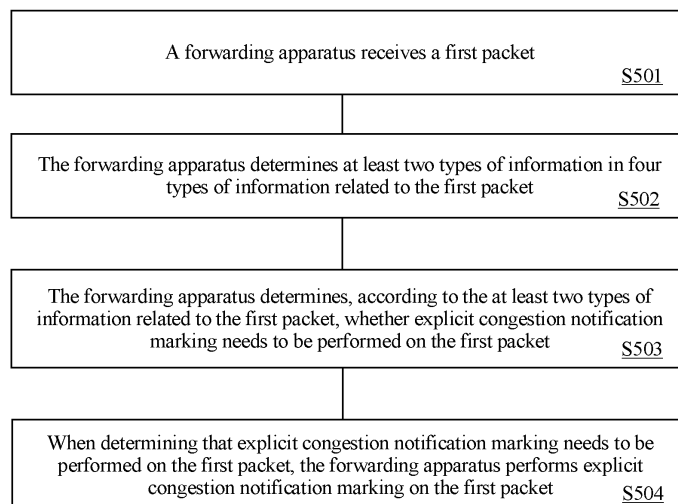 A forwarding apparatus receives a first packet
S501
The forwarding apparatus determines at least two types of information in four
types of information related to the first packet
S502
The forwarding apparatus determines, according to the at least two types of
information related to the first packet, whether explicit congestion notification
marking needs to be performed on the first packet
S503
When determining that explicit congestion notification marking needs to be
performed on the first packet, the forwarding apparatus performs explicit
congestion notification marking on the first packet
S504